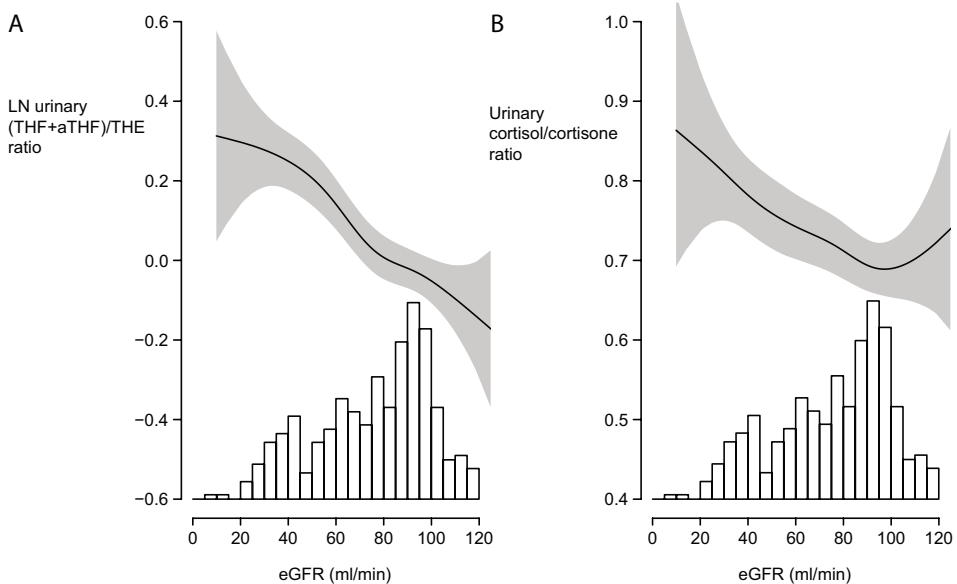 A
LN urinary
(THF+aTHF)/THE
ratio
0.6
0.4
0.2
0.0
−0.2
−0.4
−0.6
0 20 40 60 80 100 120
eGFR (ml/min)
B
Urinary
cortisol/cortisone
ratio
1.0
0.9
0.8
0.7
0.6
0.5
0.4
0 20 40 60 80 100 120
eGFR (ml/min)